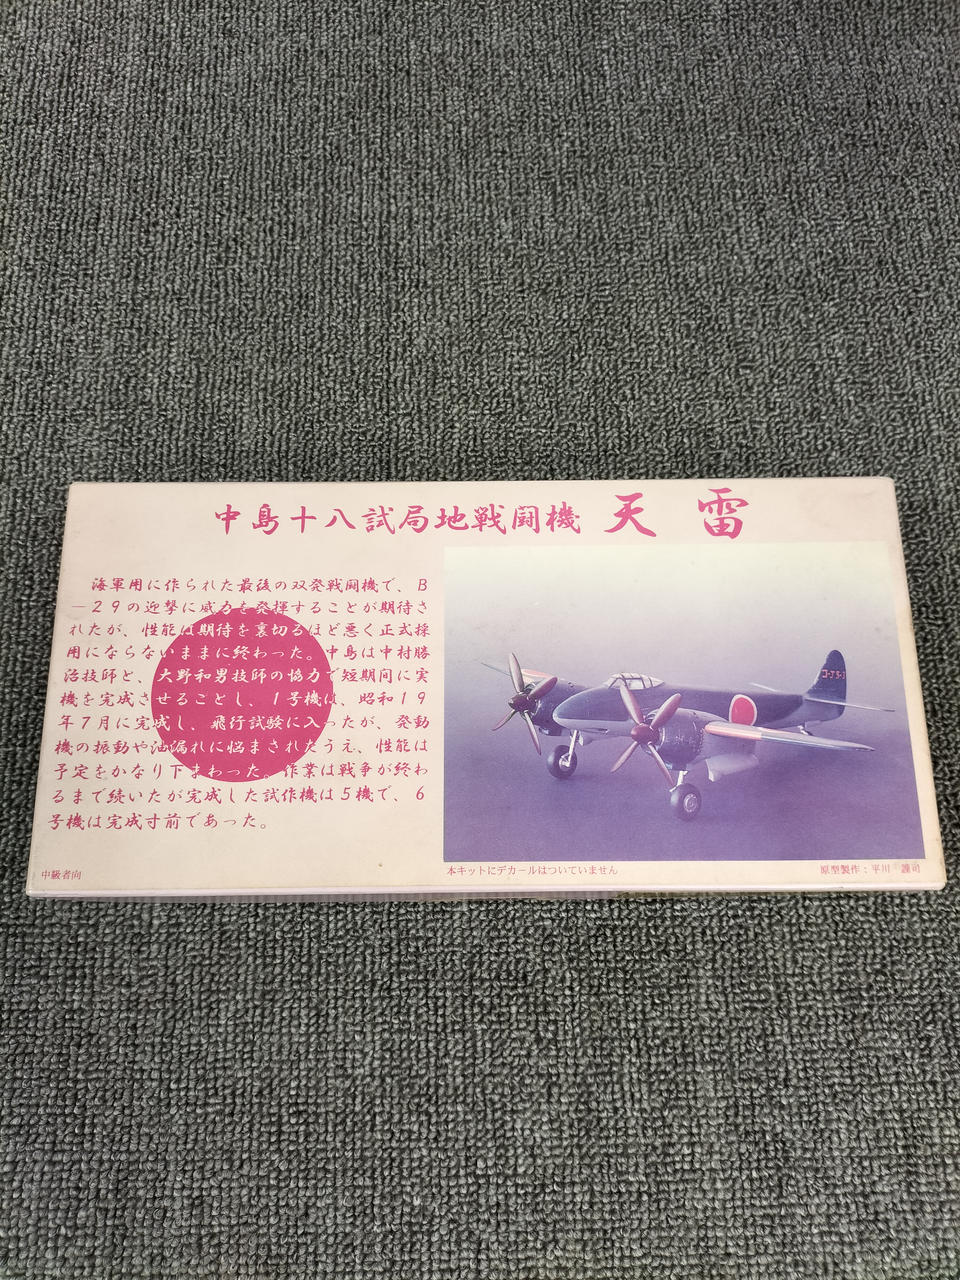 中島十八試局地戦闘機 天雷
海軍用に作られた最後の双発戦闘機で、B
－29の迎撃に威力を発揮することが期待さ
れたが、性能は期待を裏切るほど悪く正式採
用にならないままに終わった。中島は中村勝
治技師と、大野和男技師の協力で短期間に実
機を完成させることし、1号機は、昭和19
年7月に完成し、飛行試験に入ったが、発動
機の振動や油漏れに悩まされたうえ、性能は
予定をかなり下まわった。作業は戦争が終わ
るまで続いたが完成した試作機は5機で、6
号機は完成寸前であった。
コ-J5-
中級者向
本キットにデカールはついていません
原型製作：平川 謹司